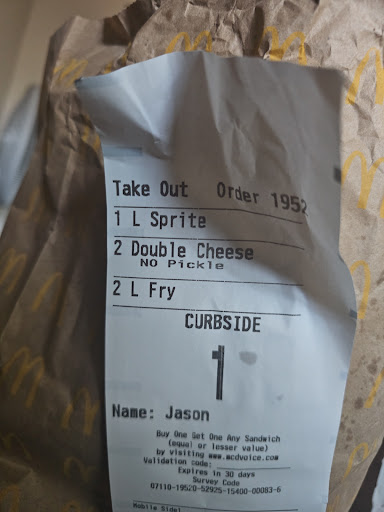 Take Out Order 1952
1 L Sprite
2 Double Cheese
NO Pickle
2 L Fry
CURBSIDE
1
Name: Jason
Buy One Get One Any Sandwich
(equal or lesser value)
by visiting www.mcdvoice.com
Validation code:
Expires in 30 days
Survey Code
07110-19520-52925-15400-00083-6
Mobile Side1